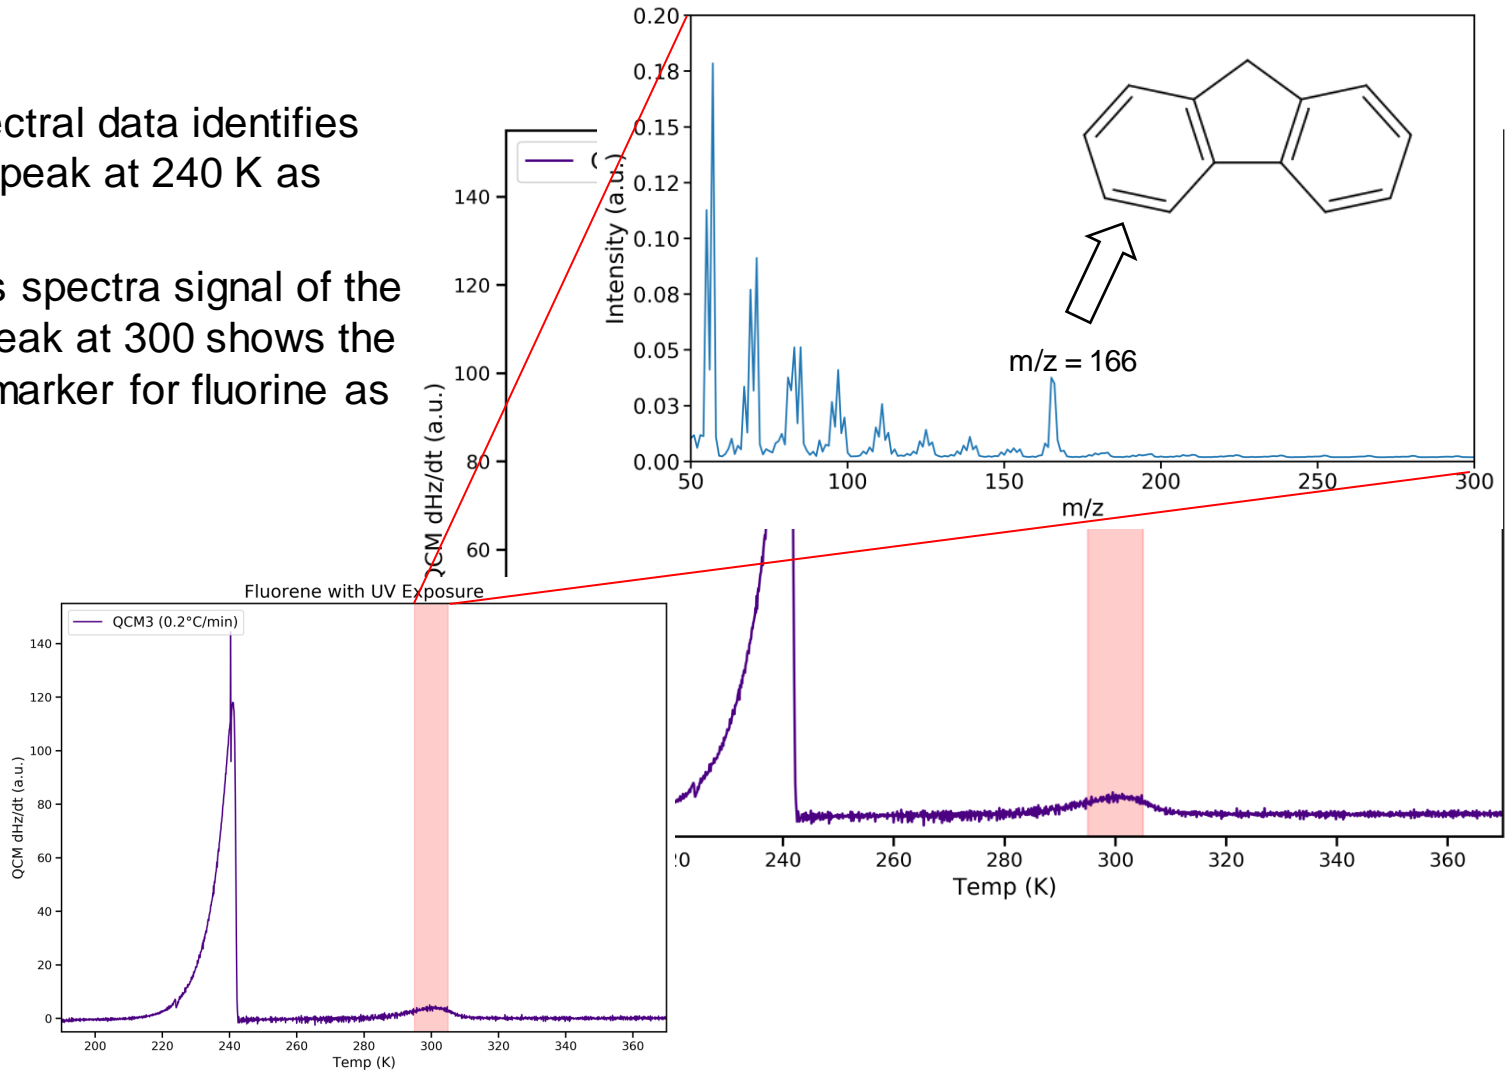 ectral data identifies
peak at 240 K as
s spectra signal of the
eak at 300 shows the
marker for fluorine as
140
120
100
80
60
QCM dHz/dt (a.u.)
0.20
0.18
0.15
0.12
0.10
0.08
0.05
0.03
0.00
Intensity (a.u.)
m/z = 166
50 100 150 200 250 300
m/z
Fluorene with UV Exposure
QCM3 (0.2°C/min)
140
120
100
80
60
40
20
0
QCM dHz/dt (a.u.)
200 220 240 260 280 300 320 340 360
Temp (K)
20 240 260 280 300 320 340 360
Temp (K)